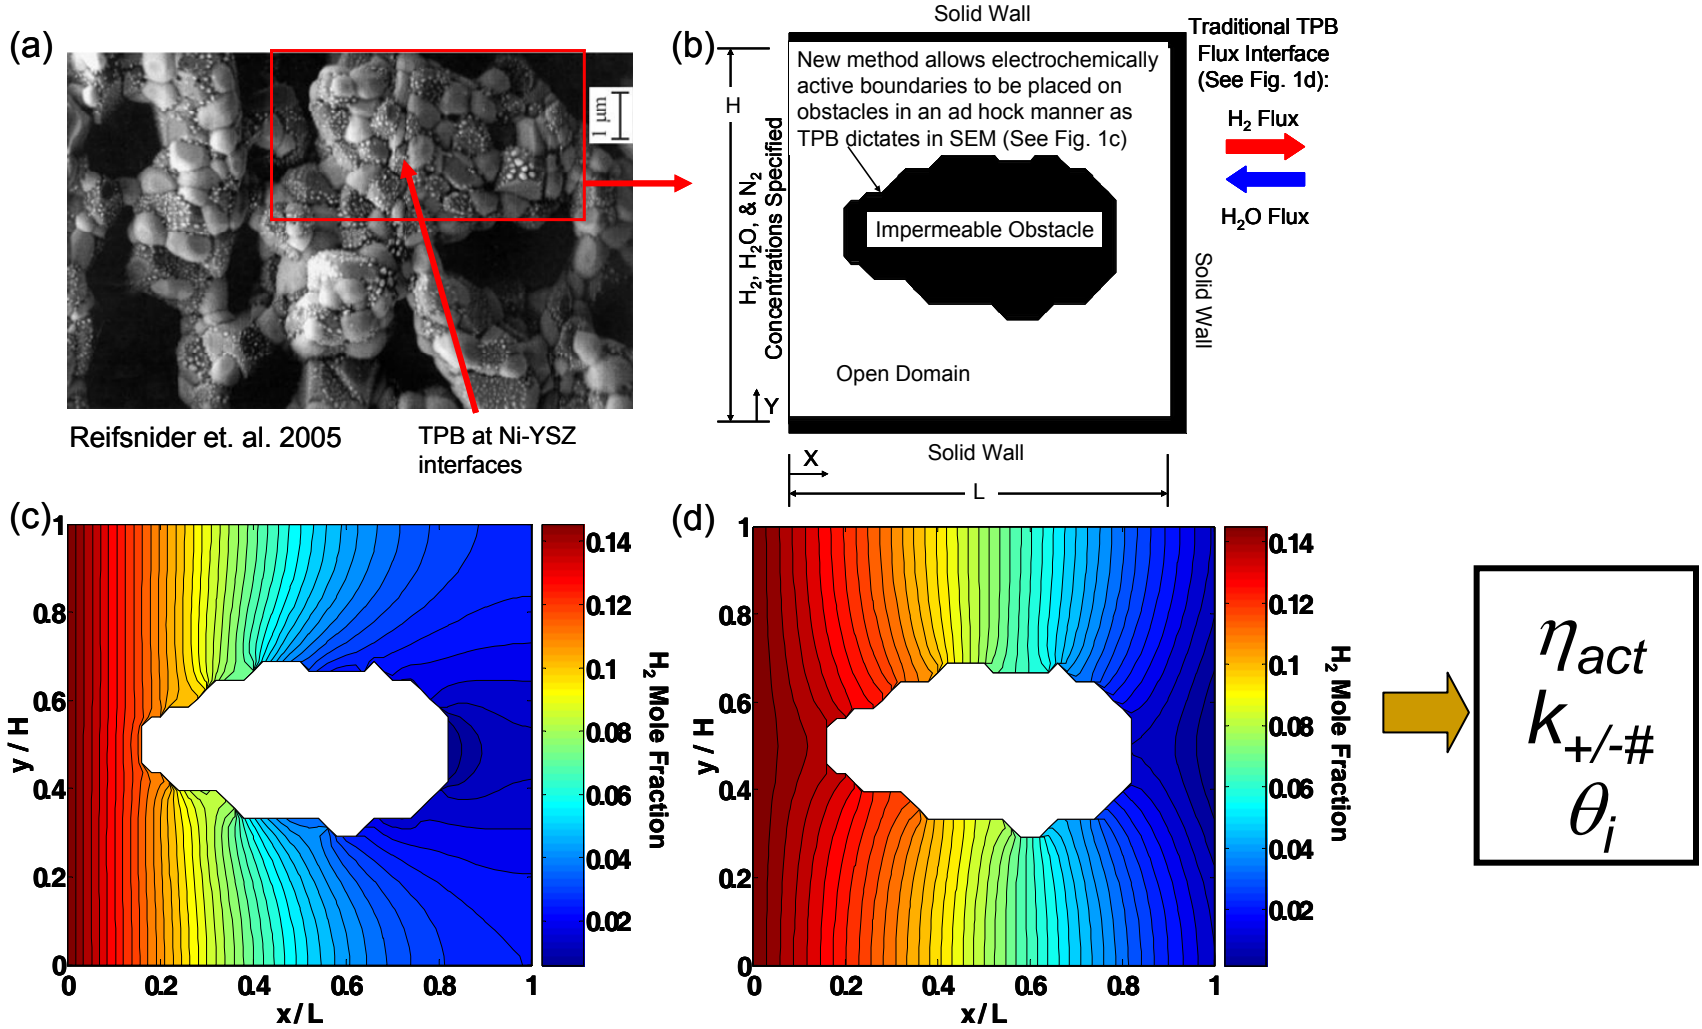 (a)
1 μm
Reifsnider et. al. 2005
TPB at Ni-YSZ
interfaces
(b)
Solid Wall
New method allows electrochemically
active boundaries to be placed on
obstacles in an ad hock manner as
TPB dictates in SEM (See Fig. 1c)
H
H2, H2O, & N2
Concentrations Specified
Impermeable Obstacle
Open Domain
Y
X
L
Solid Wall
Solid Wall
Traditional TPB
Flux Interface
(See Fig. 1d):
H2 Flux
H2O Flux
(c)
1
0.8
0.6
0.4
0.2
0
y / H
0 0.2 0.4 0.6 0.8 1
x / L
0.14
0.12
0.1
0.08
0.06
0.04
0.02
H2 Mole Fraction
(d)
1
0.8
0.6
0.4
0.2
0
y / H
0 0.2 0.4 0.6 0.8 1
x / L
0.14
0.12
0.1
0.08
0.06
0.04
0.02
H2 Mole Fraction
ηact
k+/-#
θi